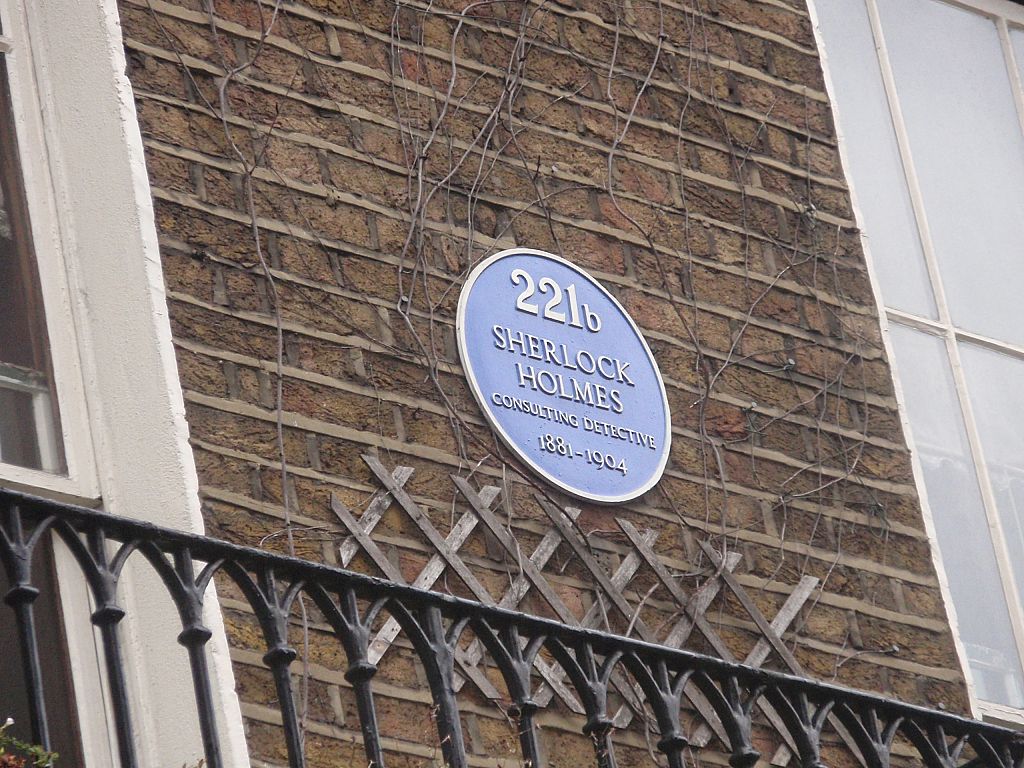 221b
SHERLOCK
HOLMES
CONSULTING DETECTIVE
1881-1904